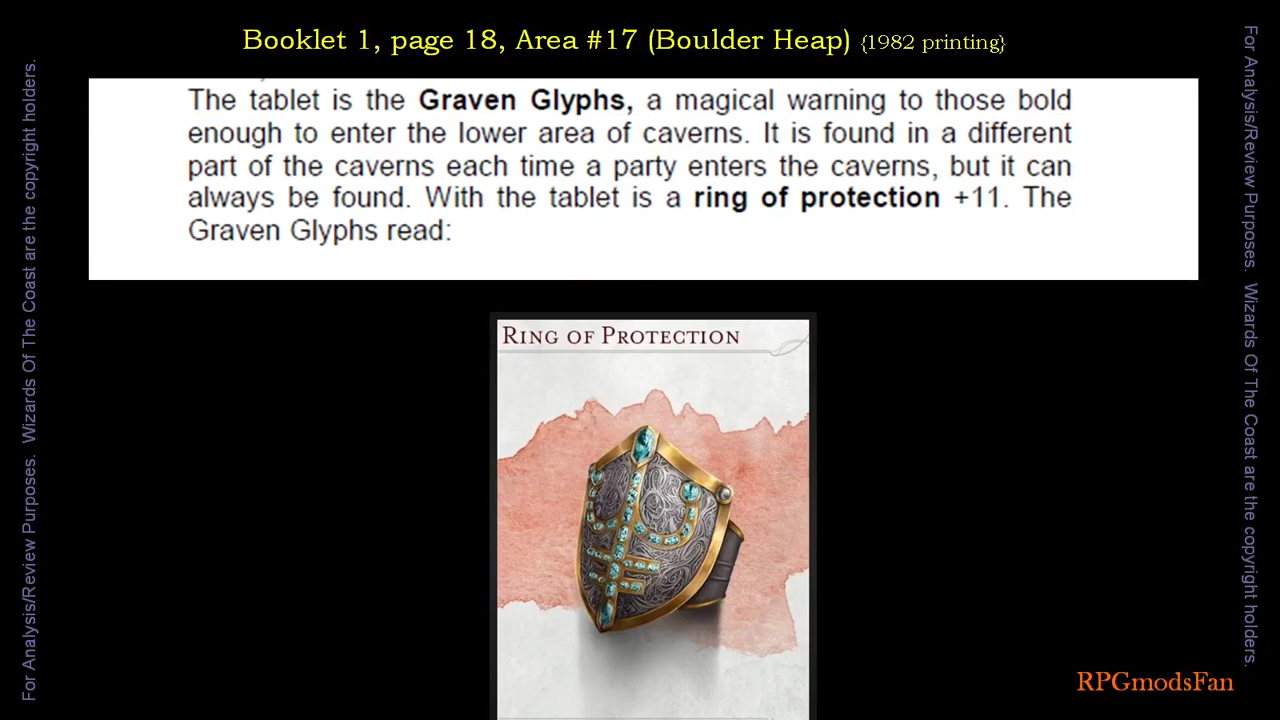 Booklet 1, page 18, Area #17 (Boulder Heap) {1982 printing}
The tablet is the Graven Glyphs, a magical warning to those bold
enough to enter the lower area of caverns. It is found in a different
part of the caverns each time a party enters the caverns, but it can
always be found. With the tablet is a ring of protection +11. The
Graven Glyphs read:
RING OF PROTECTION
RPGmodsFan
For Analysis/Review Purposes. Wizards Of The Coast are the copyright holders.
For Analysis/Review Purposes. Wizards Of The Coast are the copyright holders.